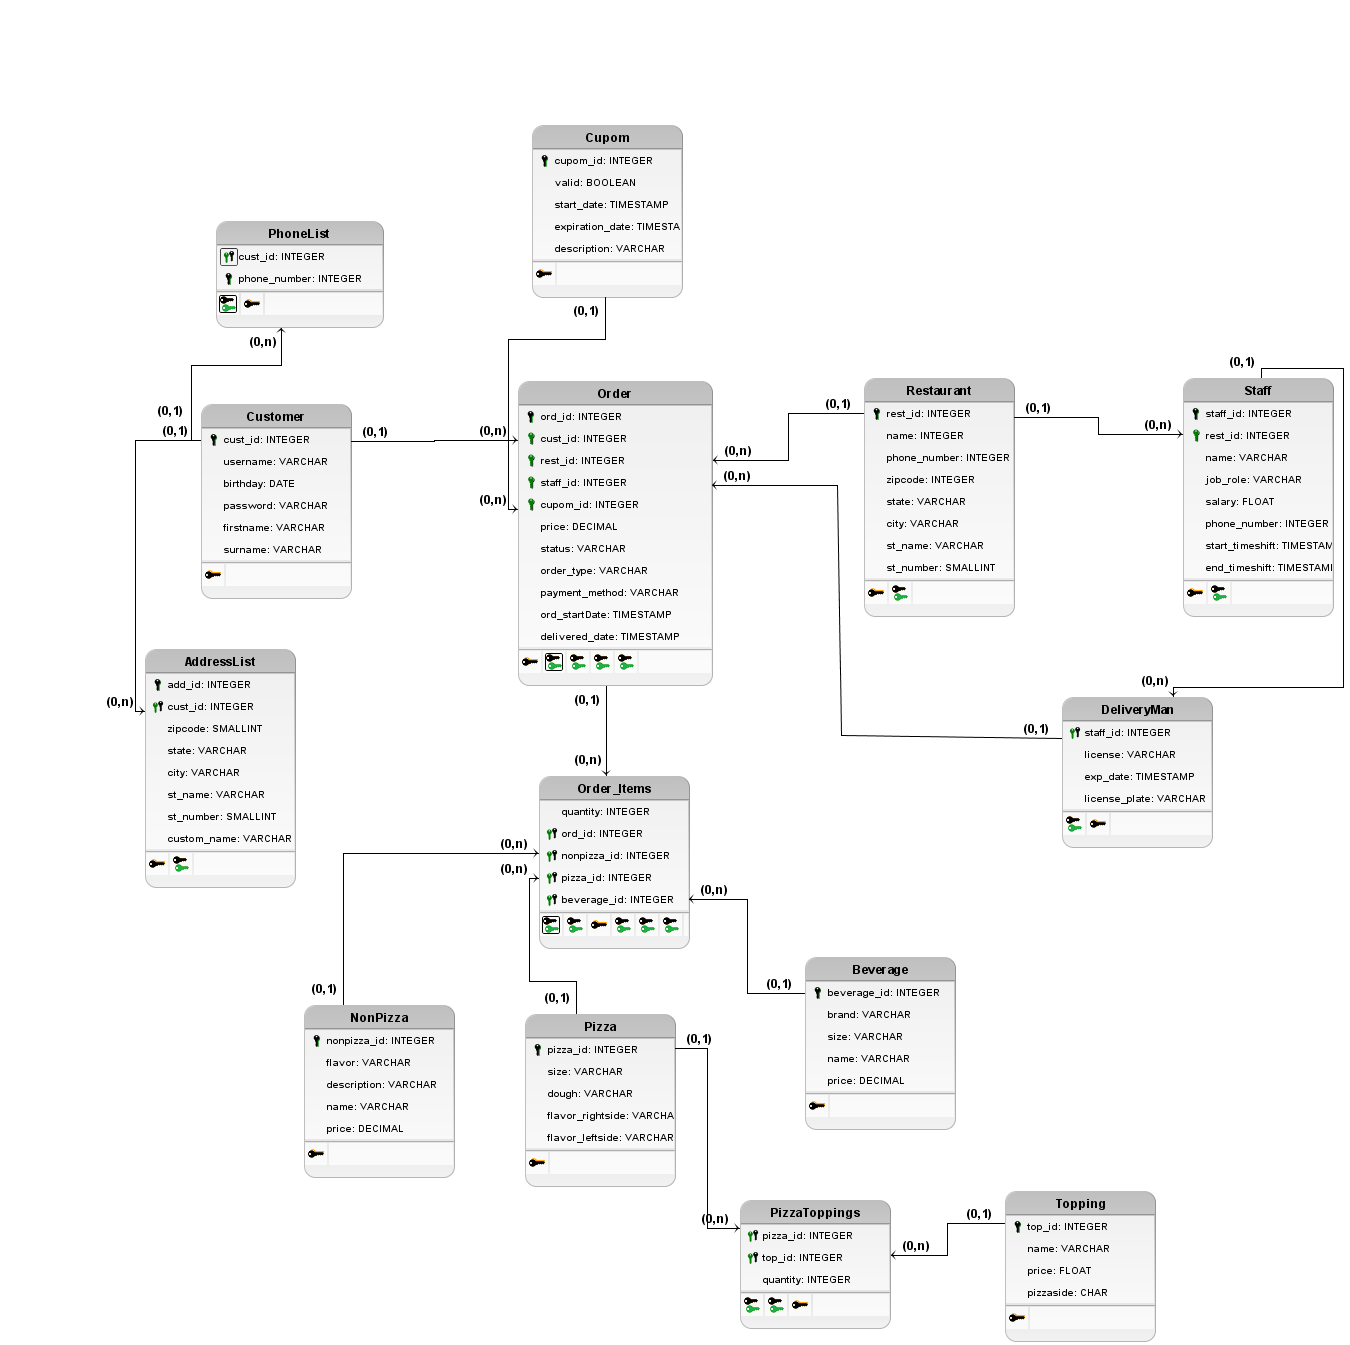 Cupom
cupom_id: INTEGER
valid: BOOLEAN
start_date: TIMESTAMP
expiration_date: TIMESTA
description: VARCHAR
(0,1)
PhoneList
cust_id: INTEGER
phone_number: INTEGER
(0,n)
(0,1)
(0,1)
Customer
cust_id: INTEGER
username: VARCHAR
birthday: DATE
password: VARCHAR
firstname: VARCHAR
surname: VARCHAR
(0,1)
(0,n)
(0,n)
Order
ord_id: INTEGER
cust_id: INTEGER
rest_id: INTEGER
staff_id: INTEGER
cupom_id: INTEGER
price: DECIMAL
status: VARCHAR
order_type: VARCHAR
payment_method: VARCHAR
ord_startDate: TIMESTAMP
delivered_date: TIMESTAMP
(0,1)
(0,n)
(0,n)
(0,1)
Restaurant
rest_id: INTEGER
name: INTEGER
phone_number: INTEGER
zipcode: INTEGER
state: VARCHAR
city: VARCHAR
st_name: VARCHAR
st_number: SMALLINT
(0,1)
(0,n)
(0,1)
Staff
staff_id: INTEGER
rest_id: INTEGER
name: VARCHAR
job_role: VARCHAR
salary: FLOAT
phone_number: INTEGER
start_timeshift: TIMESTAM
end_timeshift: TIMESTAMI
(0,n)
DeliveryMan
staff_id: INTEGER
license: VARCHAR
exp_date: TIMESTAMP
license_plate: VARCHAR
(0,1)
(0,n)
AddressList
add_id: INTEGER
cust_id: INTEGER
zipcode: SMALLINT
state: VARCHAR
city: VARCHAR
st_name: VARCHAR
st_number: SMALLINT
custom_name: VARCHAR
(0,n)
Order_Items
quantity: INTEGER
ord_id: INTEGER
nonpizza_id: INTEGER
pizza_id: INTEGER
beverage_id: INTEGER
(0,n)
(0,n)
(0,n)
(0,1)
Beverage
beverage_id: INTEGER
brand: VARCHAR
size: VARCHAR
name: VARCHAR
price: DECIMAL
(0,1)
NonPizza
nonpizza_id: INTEGER
flavor: VARCHAR
description: VARCHAR
name: VARCHAR
price: DECIMAL
(0,1)
Pizza
pizza_id: INTEGER
size: VARCHAR
dough: VARCHAR
flavor_rightside: VARCHA
flavor_leftside: VARCHAR
(0,1)
(0,n)
PizzaToppings
pizza_id: INTEGER
top_id: INTEGER
quantity: INTEGER
(0,n)
(0,1)
Topping
top_id: INTEGER
name: VARCHAR
price: FLOAT
pizzaside: CHAR